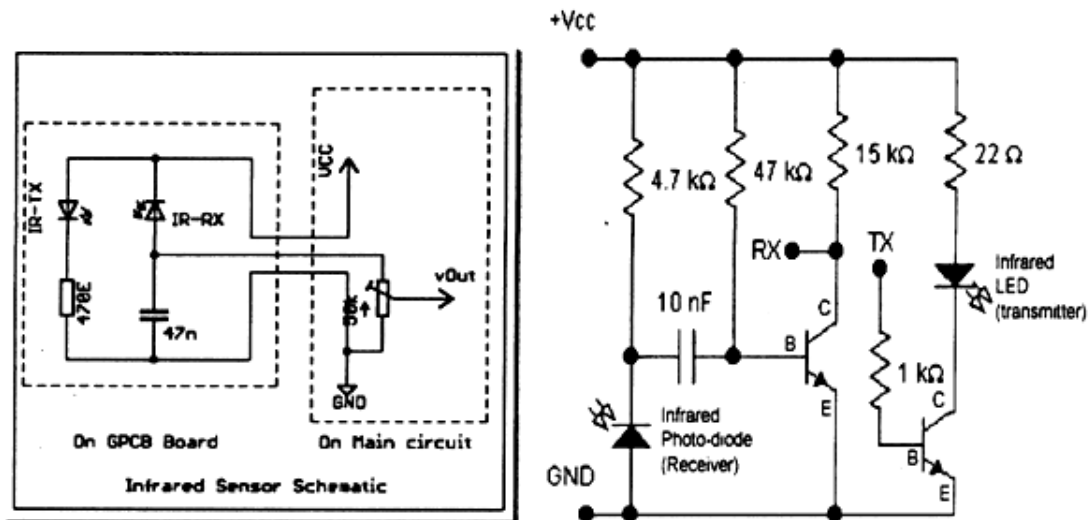 IR-TX
IR-RX
470E
47n
VCC
vOut
GND
On GPCB Board
On Main circuit
Infrared Sensor Schematic
+Vcc
4.7 kΩ
47 kΩ
15 kΩ
22 Ω
RX
TX
10 nF
Infrared
LED
(transmitter)
C
B
E
1 kΩ
C
B
E
Infrared
Photo-diode
(Receiver)
GND